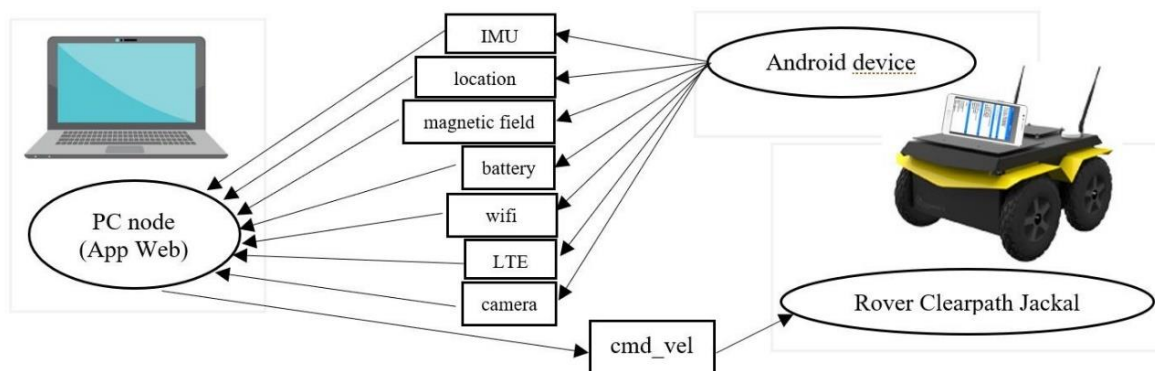 IMU
Android device
location
magnetic field
battery
PC node
(App Web)
wifi
LTE
camera
Rover Clearpath Jackal
cmd_vel